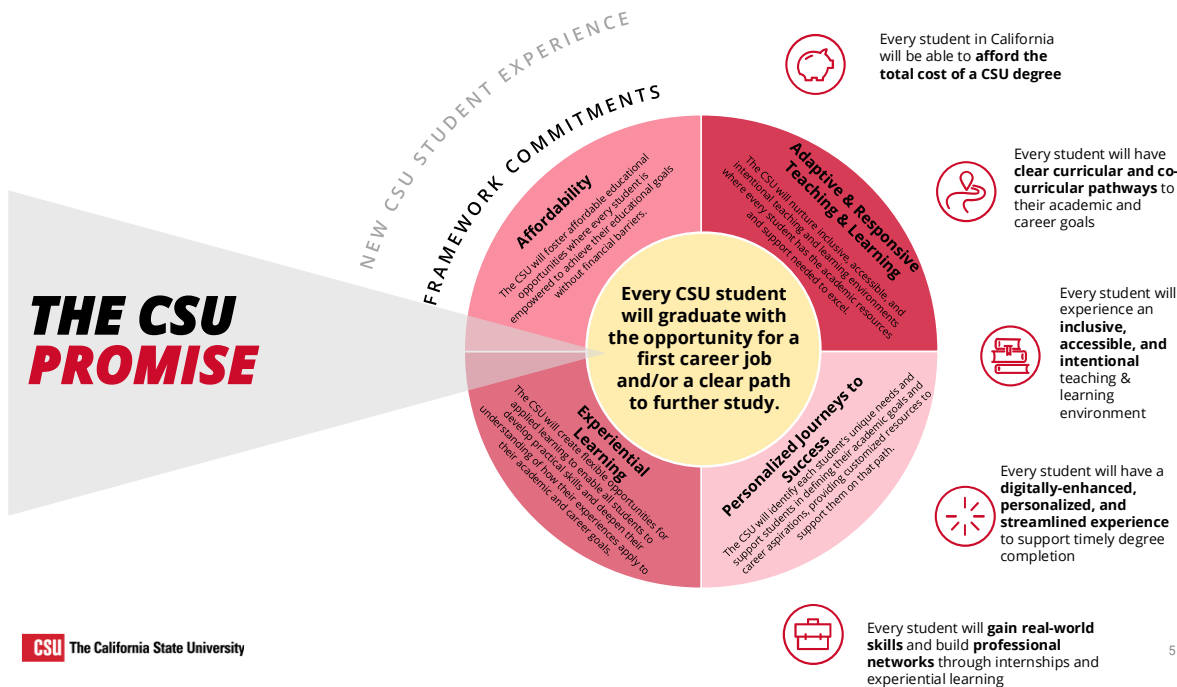 NEW CSU STUDENT EXPERIENCE
FRAMEWORK COMMITMENTS
THE CSU
PROMISE
Affordability
The CSU will foster affordable educational
opportunities where every student is
empowered to achieve their educational goals
without financial barriers.
Adaptive & Responsive
Teaching & Learning
The CSU will nurture inclusive, accessible, and
intentional teaching and learning environments
where every student has the academic resources
and support needed to excel.
Every CSU student
will graduate with
the opportunity for a
first career job
and/or a clear path
to further study.
Experiential
Learning
The CSU will create flexible opportunities for
applied learning to enable all students to
develop practical skills and deepen their
understanding of how their experiences apply to
their academic and career goals.
Personalized Journeys to
Success
The CSU will identify each student's unique needs and
support students in defining their academic goals and
career aspirations, providing customized resources to
support them on that path.
Every student in California
will be able to afford the
total cost of a CSU degree
Every student will have
clear curricular and co-
curricular pathways to
their academic and
career goals
Every student will
experience an
inclusive,
accessible, and
intentional
teaching &
learning
environment
Every student will have a
digitally-enhanced,
personalized, and
streamlined experience
to support timely degree
completion
Every student will gain real-world
skills and build professional
networks through internships and
experiential learning
CSU The California State University
5